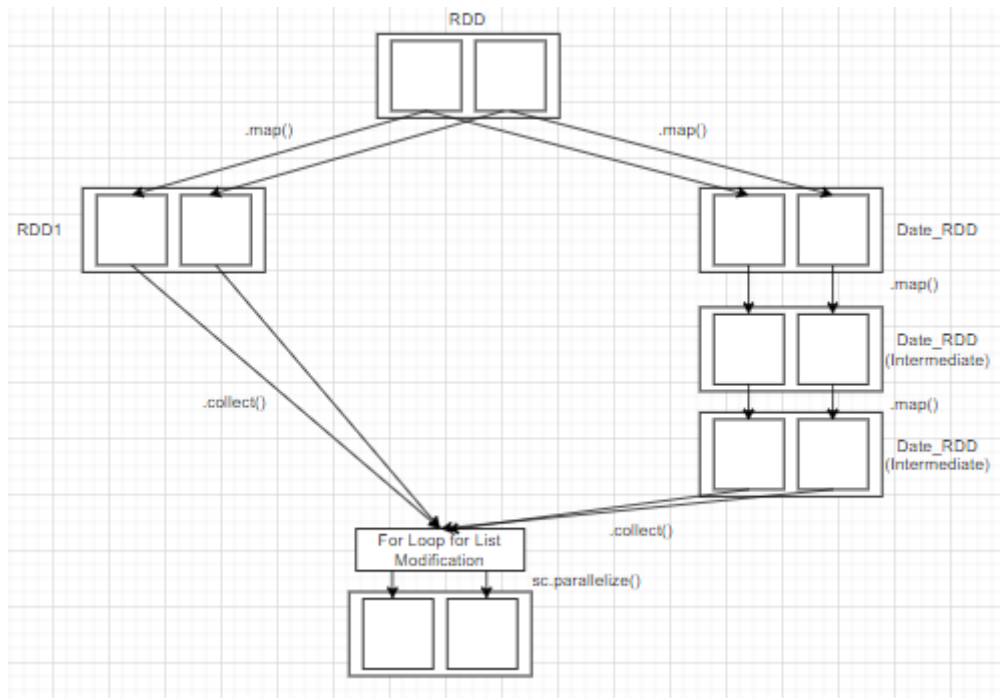 RDD
.map()
.map()
RDD1
Date_RDD
.map()
Date_RDD
(Intermediate)
.collect()
.map()
Date_RDD
(Intermediate)
.collect()
For Loop for List
Modification
sc.parallelize()